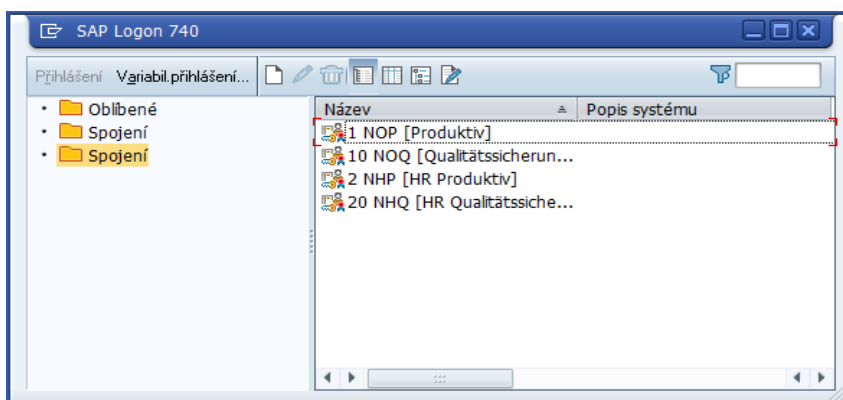 SAP Logon 740
Přihlášení Variabil.přihlášení...
Oblíbené
Spojení
Spojení
Název Popis systému
1 NOP [Produktiv]
10 NOQ [Qualitätssicherun...
2 NHP [HR Produktiv]
20 NHQ [HR Qualitätssiche...